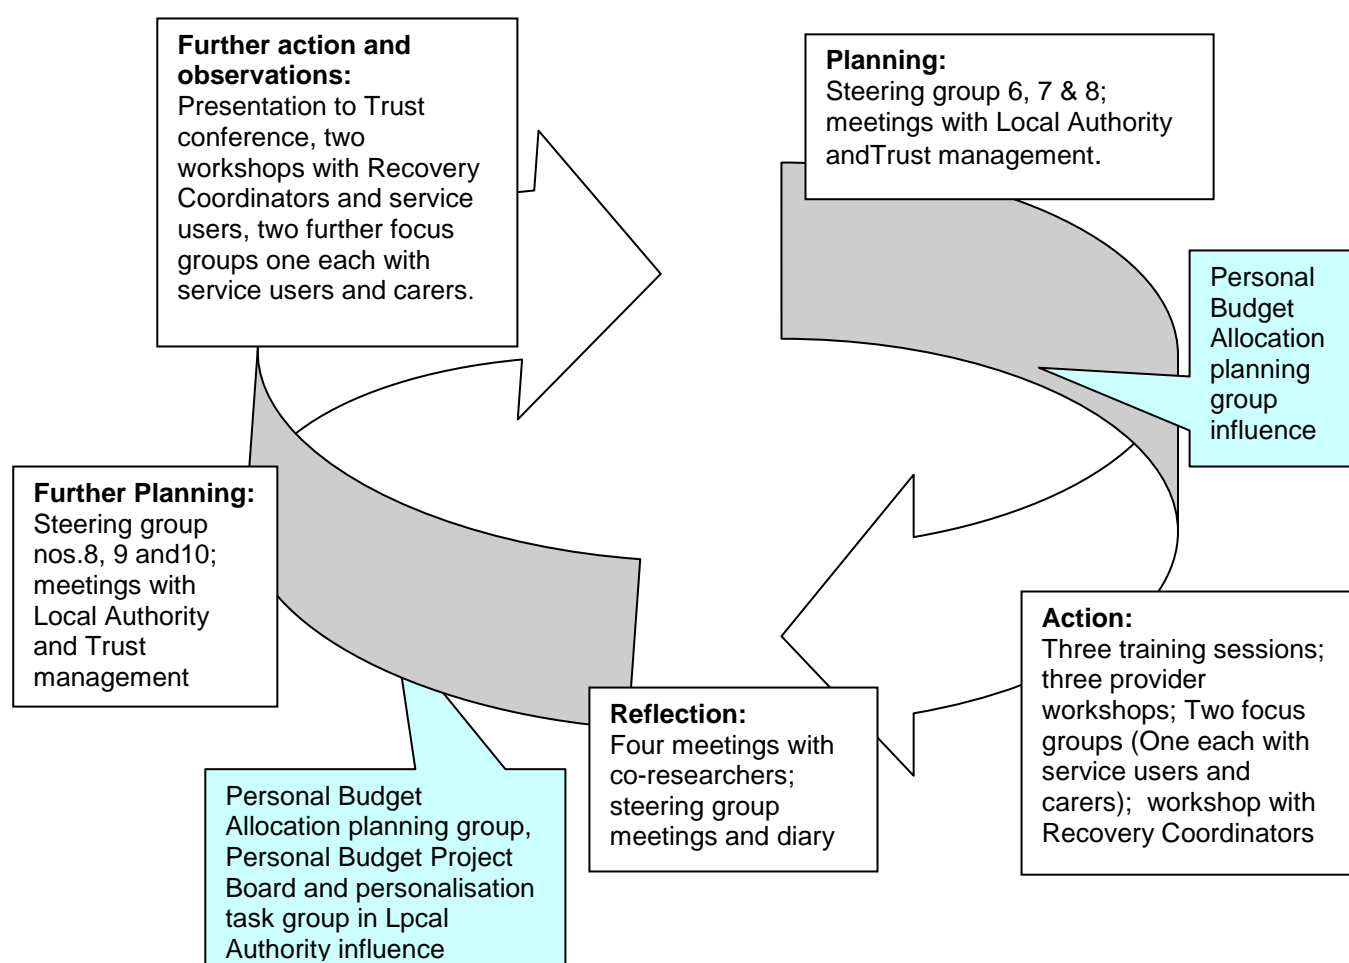 Further action and
observations:
Presentation to Trust
conference, two
workshops with Recovery
Coordinators and service
users, two further focus
groups one each with
service users and carers.
Planning:
Steering group 6, 7 & 8;
meetings with Local Authority
andTrust management.
Personal
Budget
Allocation
planning
group
influence
Action:
Three training sessions;
three provider
workshops; Two focus
groups (One each with
service users and
carers);  workshop with
Recovery Coordinators
Reflection:
Four meetings with
co-researchers;
steering group
meetings and diary
Personal Budget
Allocation planning group,
Personal Budget Project
Board and personalisation
task group in Lpcal
Authority influence
Further Planning:
Steering group
nos.8, 9 and10;
meetings with
Local Authority
and Trust
management